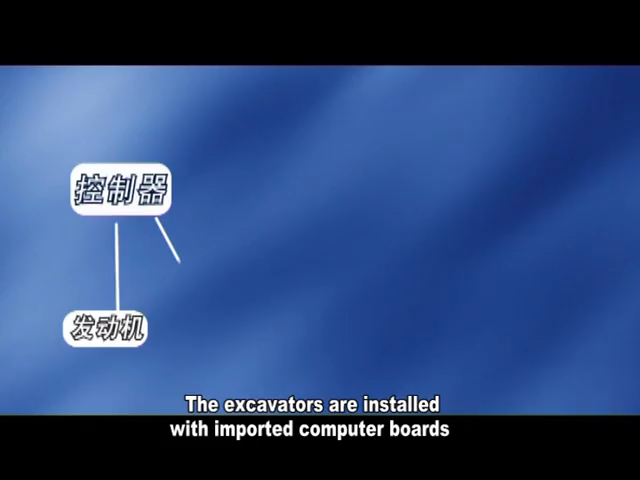 控制器
发动机
The excavators are installed
with imported computer boards